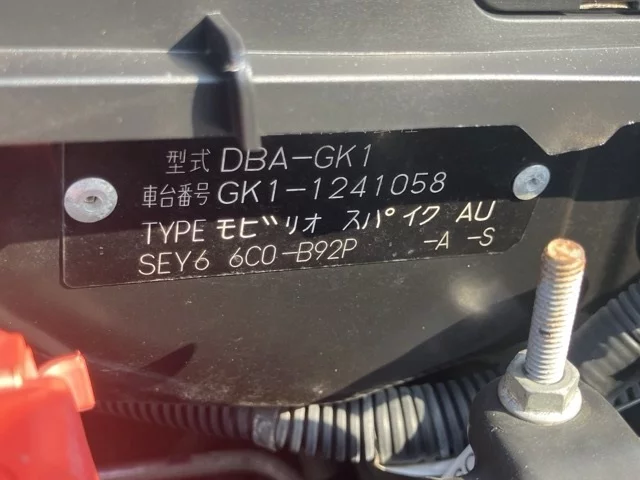 型式 DBA-GK1
車台番号 GK1-1241058
TYPE モビリオ スパイク AU
SEY6 6C0-B92P -A -S